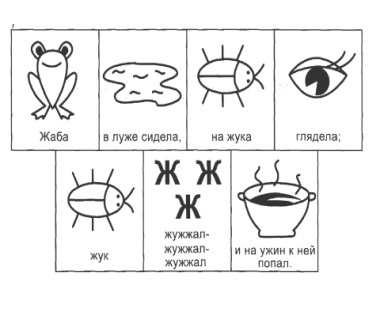 Жаба
в луже сидела,
на жука
глядела;
жук
Ж Ж
Ж
жужжал-
жужжал-
жужжал
и на ужин к ней
попал.